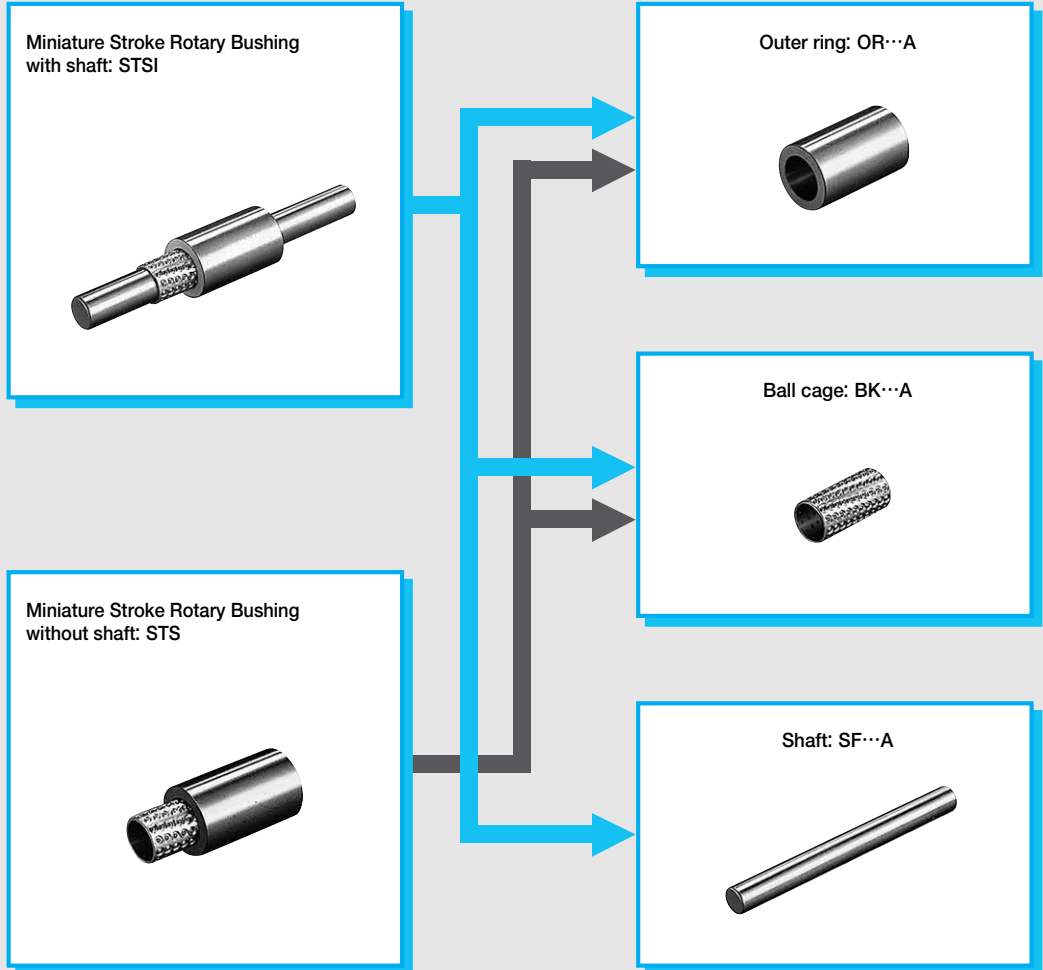 Miniature Stroke Rotary Bushing
with shaft: STSI
Outer ring: OR···A
Ball cage: BK···A
Miniature Stroke Rotary Bushing
without shaft: STS
Shaft: SF···A